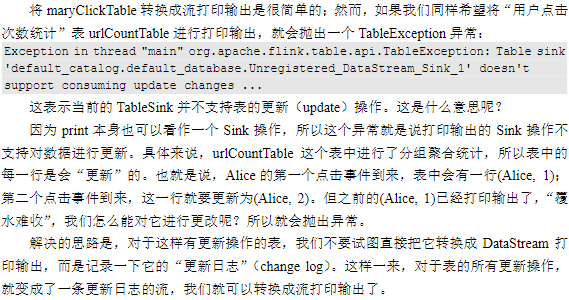 将 maryClickTable 转换成流打印输出是很简单的；然而，如果我们同样希望将“用户点击
次数统计”表 urlCountTable 进行打印输出，就会抛出一个 TableException 异常：
Exception in thread "main" org.apache.flink.table.api.TableException: Table sink
'default_catalog.default_database.Unregistered_DataStream_Sink_1' doesn't
support consuming update changes ...
这表示当前的 TableSink 并不支持表的更新（update）操作。这是什么意思呢？
因为 print 本身也可以看作一个 Sink 操作，所以这个异常就是说打印输出的 Sink 操作不
支持对数据进行更新。具体来说，urlCountTable 这个表中进行了分组聚合统计，所以表中的
每一行是会“更新”的。也就是说，Alice 的第一个点击事件到来，表中会有一行(Alice, 1)；
第二个点击事件到来，这一行就要更新为(Alice, 2)。但之前的(Alice, 1)已经打印输出了，“覆
水难收”，我们怎么能对它进行更改呢？所以就会抛出异常。
解决的思路是，对于这样有更新操作的表，我们不要试图直接把它转换成 DataStream 打
印输出，而是记录一下它的“更新日志”（change log）。这样一来，对于表的所有更新操作，
就变成了一条更新日志的流，我们就可以转换成流打印输出了。